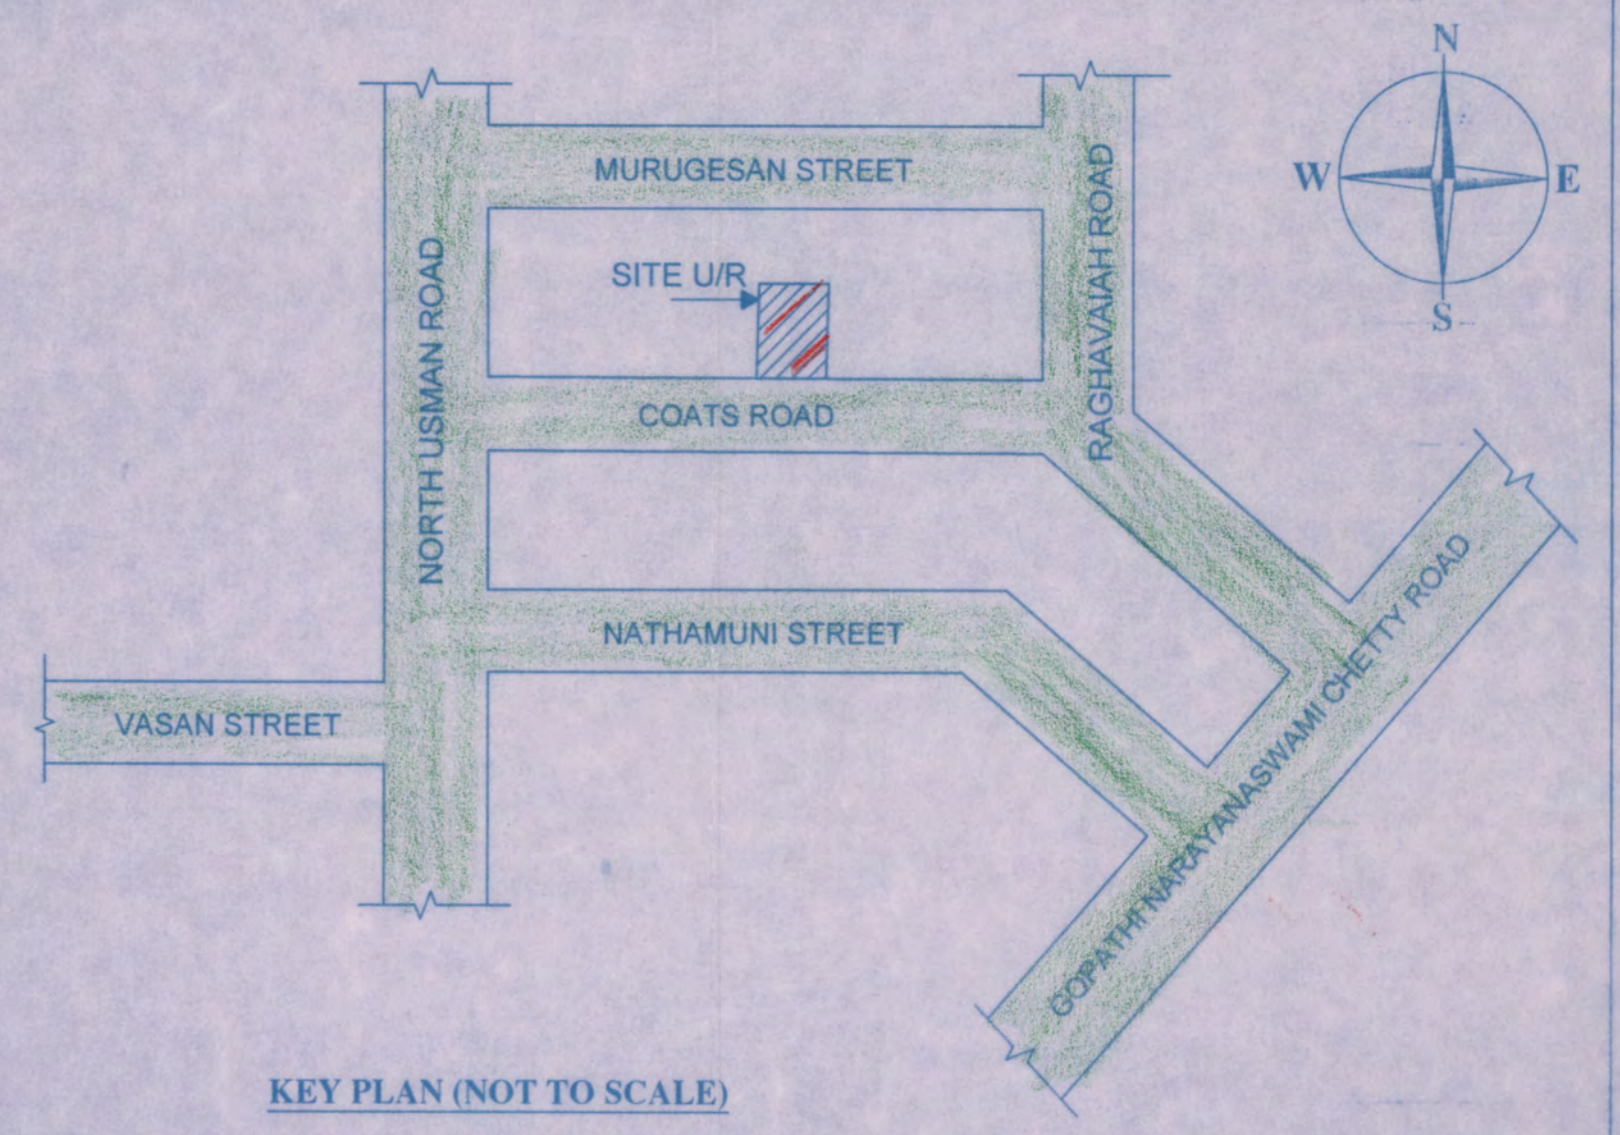 N
W
E
S
MURUGESAN STREET
RAGHAVAIAH ROAD
NORTH USMAN ROAD
SITE U/R
COATS ROAD
NATHAMUNI STREET
VASAN STREET
GOPATHI NARAYANASWAMI CHETTY ROAD
KEY PLAN (NOT TO SCALE)